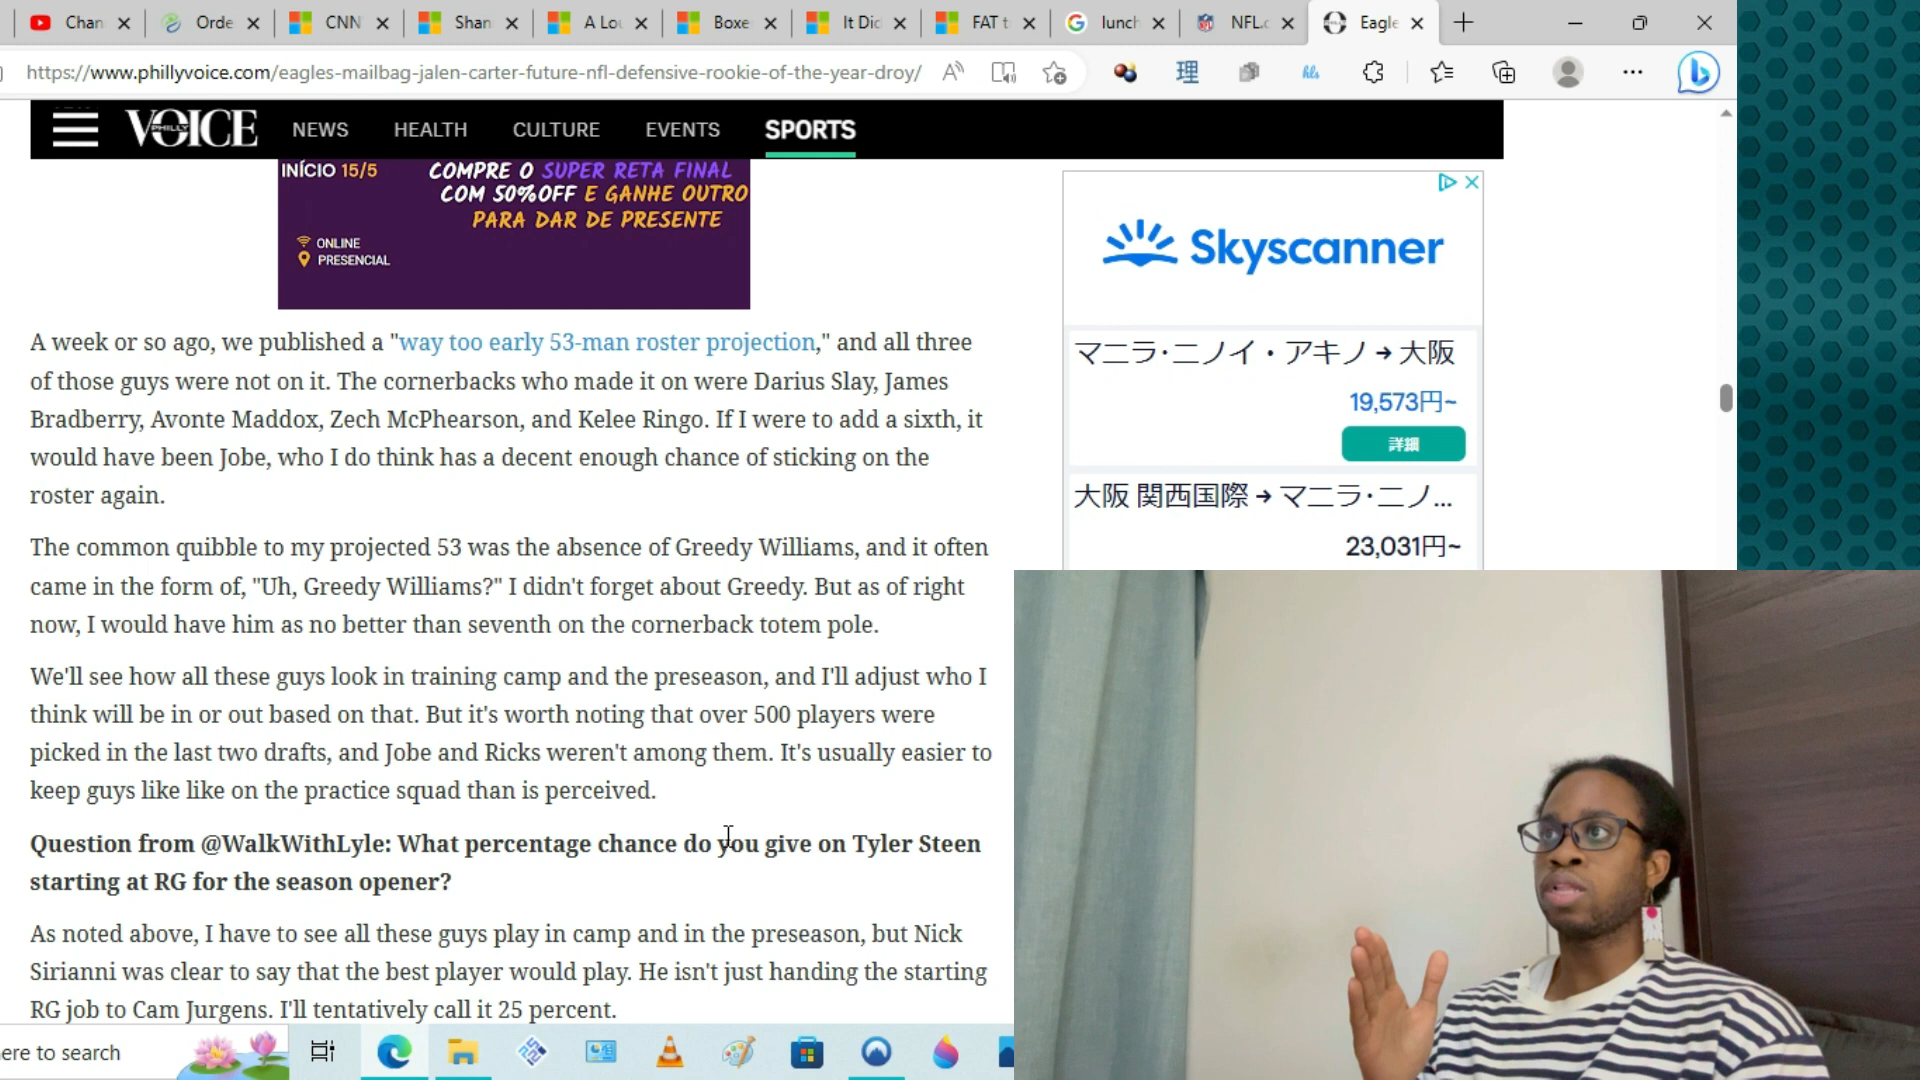 Chan
Orde
CNN
Shan
A Lou
Boxe
It Dic
FAT t
lunch
NFL.c
Eagle
https://www.phillyvoice.com/eagles-mailbag-jalen-carter-future-nfl-defensive-rookie-of-the-year-droy/
理
hls
PHILLY VOICE
NEWS
HEALTH
CULTURE
EVENTS
SPORTS
INÍCIO 15/5
COMPRE O SUPER RETA FINAL
COM 50%OFF E GANHE OUTRO
PARA DAR DE PRESENTE
ONLINE
PRESENCIAL
Skyscanner
マニラ・ニノイ・アキノ → 大阪
19,573円~
詳細
大阪 関西国際 → マニラ・ニノ...
23,031円~
A week or so ago, we published a "way too early 53-man roster projection," and all three
of those guys were not on it. The cornerbacks who made it on were Darius Slay, James
Bradberry, Avonte Maddox, Zech McPhearson, and Kelee Ringo. If I were to add a sixth, it
would have been Jobe, who I do think has a decent enough chance of sticking on the
roster again.
The common quibble to my projected 53 was the absence of Greedy Williams, and it often
came in the form of, "Uh, Greedy Williams?" I didn't forget about Greedy. But as of right
now, I would have him as no better than seventh on the cornerback totem pole.
We'll see how all these guys look in training camp and the preseason, and I'll adjust who I
think will be in or out based on that. But it's worth noting that over 500 players were
picked in the last two drafts, and Jobe and Ricks weren't among them. It's usually easier to
keep guys like like on the practice squad than is perceived.
Question from @WalkWithLyle: What percentage chance do you give on Tyler Steen
starting at RG for the season opener?
As noted above, I have to see all these guys play in camp and in the preseason, but Nick
Sirianni was clear to say that the best player would play. He isn't just handing the starting
RG job to Cam Jurgens. I'll tentatively call it 25 percent.
ere to search